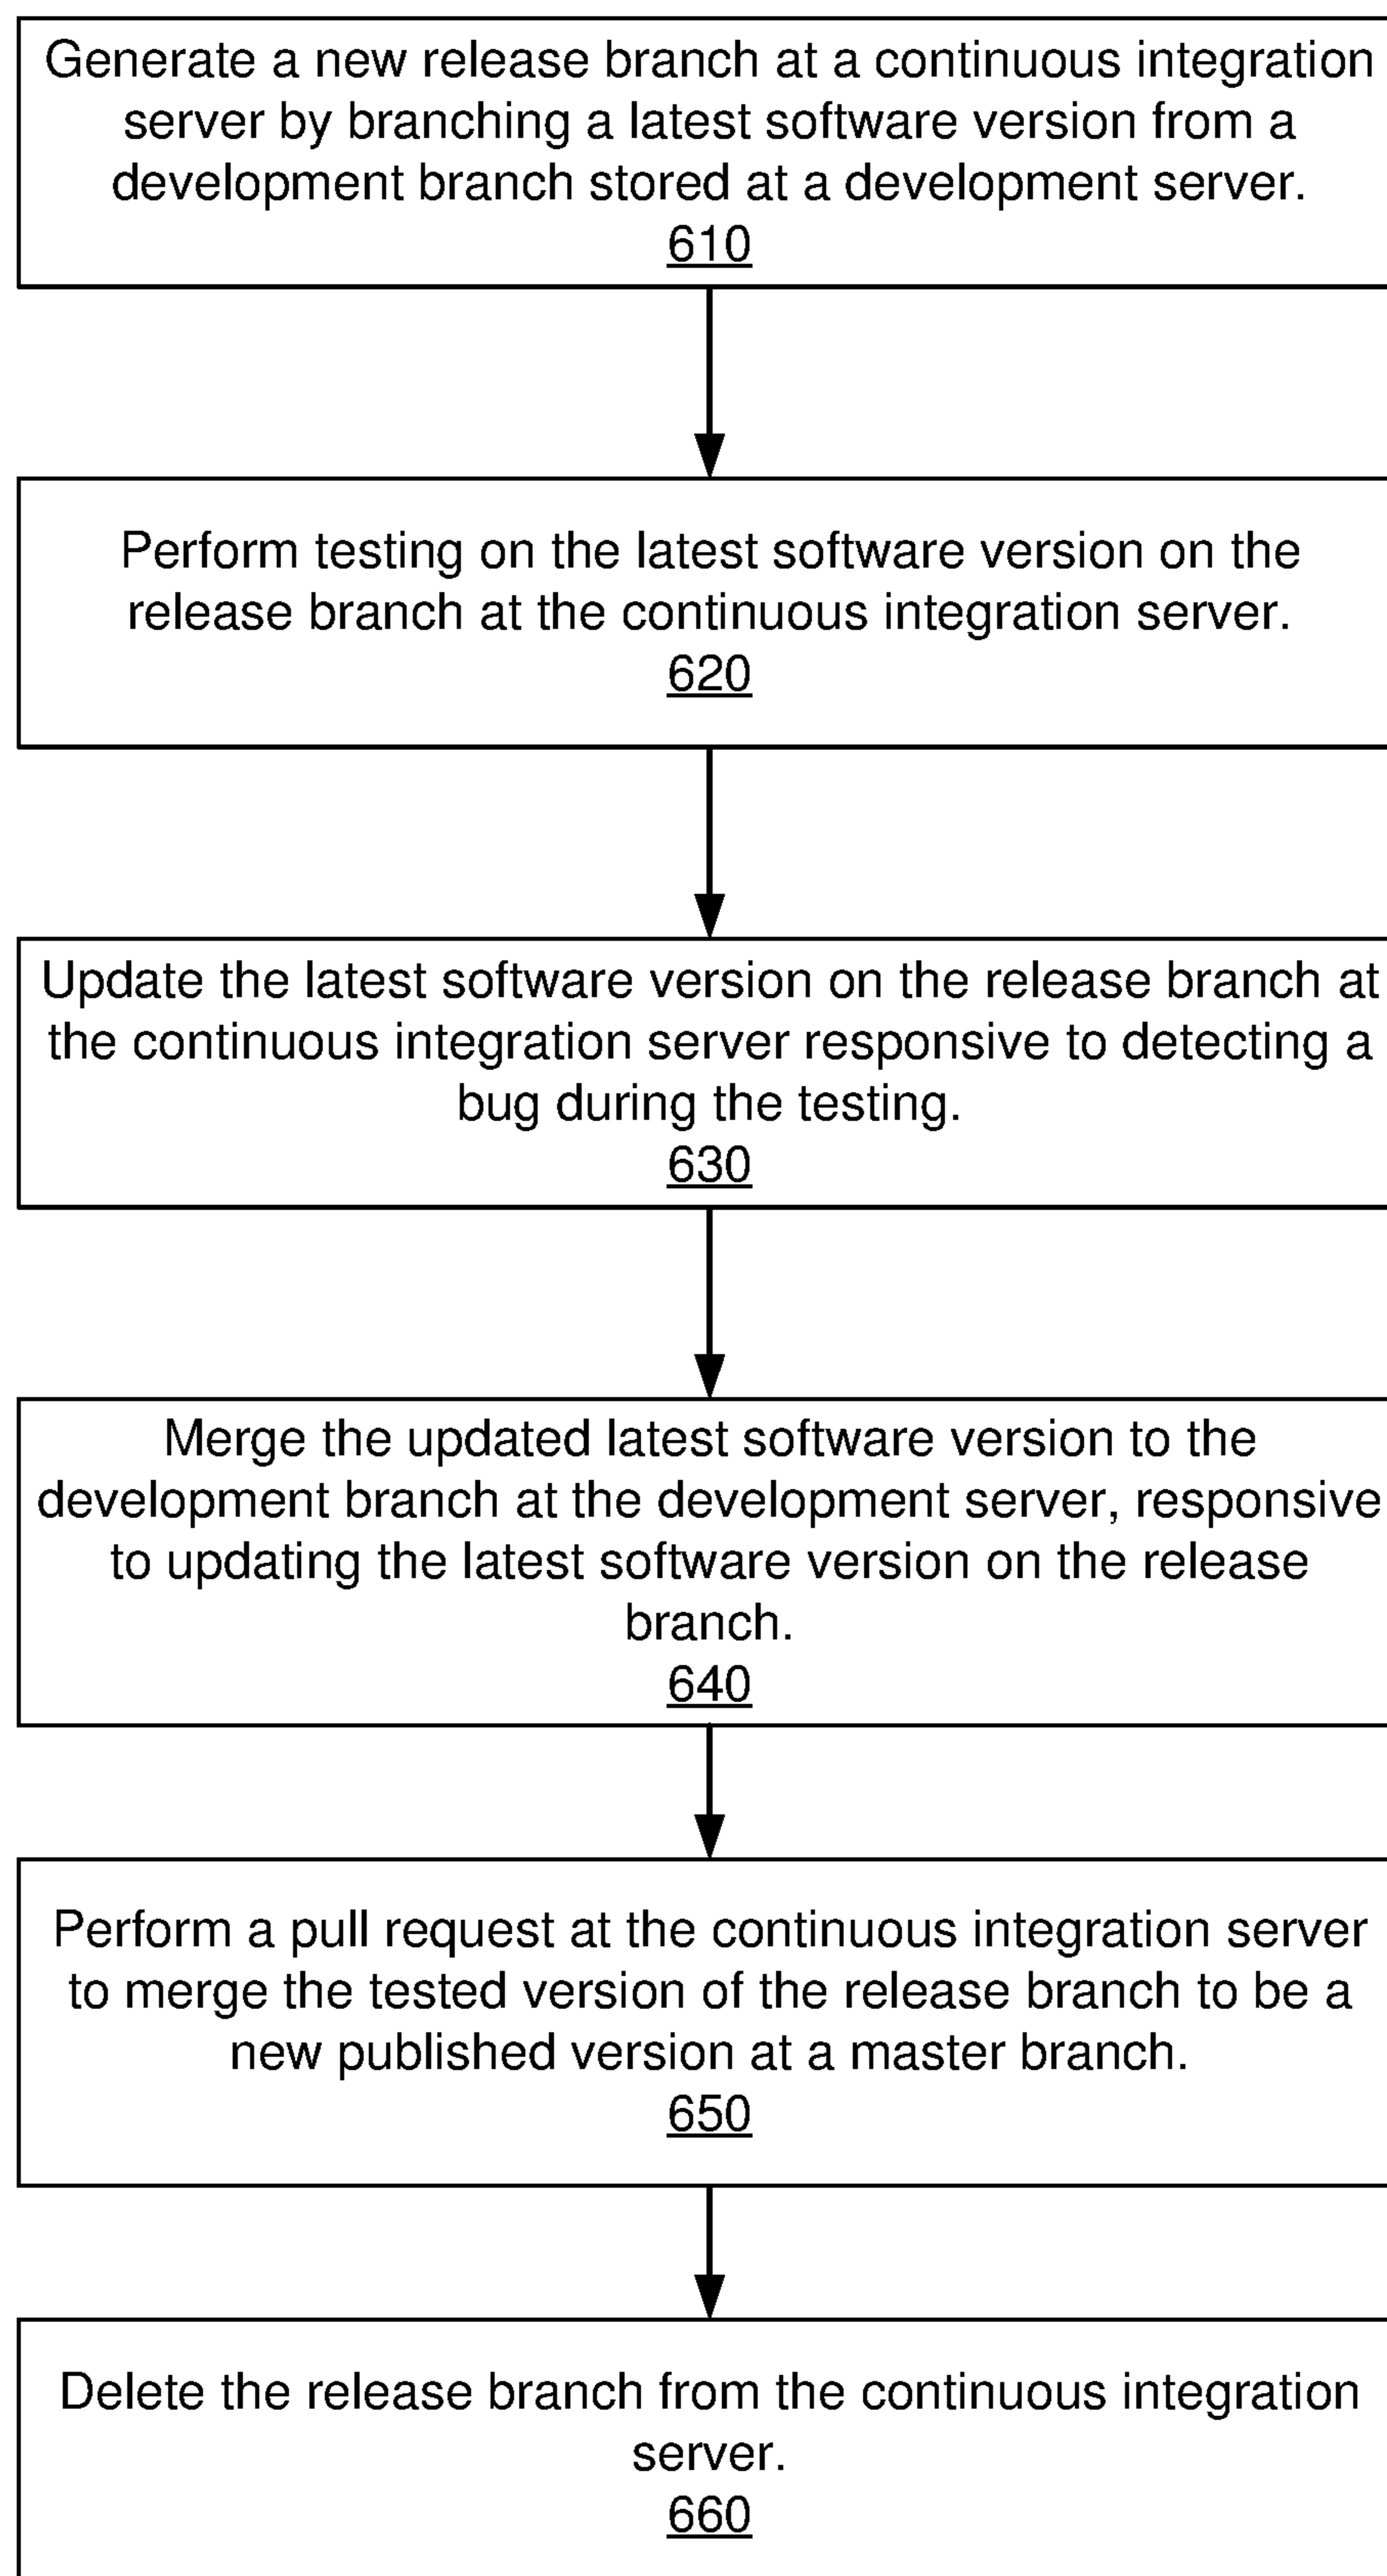 Generate a new release branch at a continuous integration
server by branching a latest software version from a
development branch stored at a development server.
610
Perform testing on the latest software version on the
release branch at the continuous integration server.
620
Update the latest software version on the release branch at
the continuous integration server responsive to detecting a
bug during the testing.
630
Merge the updated latest software version to the
development branch at the development server, responsive
to updating the latest software version on the release
branch.
640
Perform a pull request at the continuous integration server
to merge the tested version of the release branch to be a
new published version at a master branch.
650
Delete the release branch from the continuous integration
server.
660